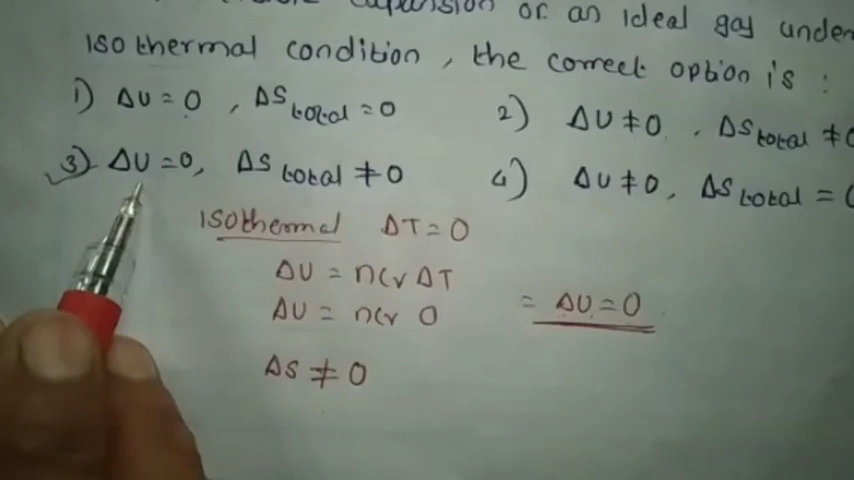 expansion of an ideal gas under
isothermal condition, the correct option is :
1) ΔU = 0 , ΔS total = 0 2) ΔU ≠ 0 , ΔS total ≠
3) ΔU = 0, ΔS total ≠ 0 4) ΔU ≠ 0, ΔS total =
Isothermal ΔT = 0
ΔU = ncv ΔT
ΔU = ncv 0 = ΔU = 0
ΔS ≠ 0